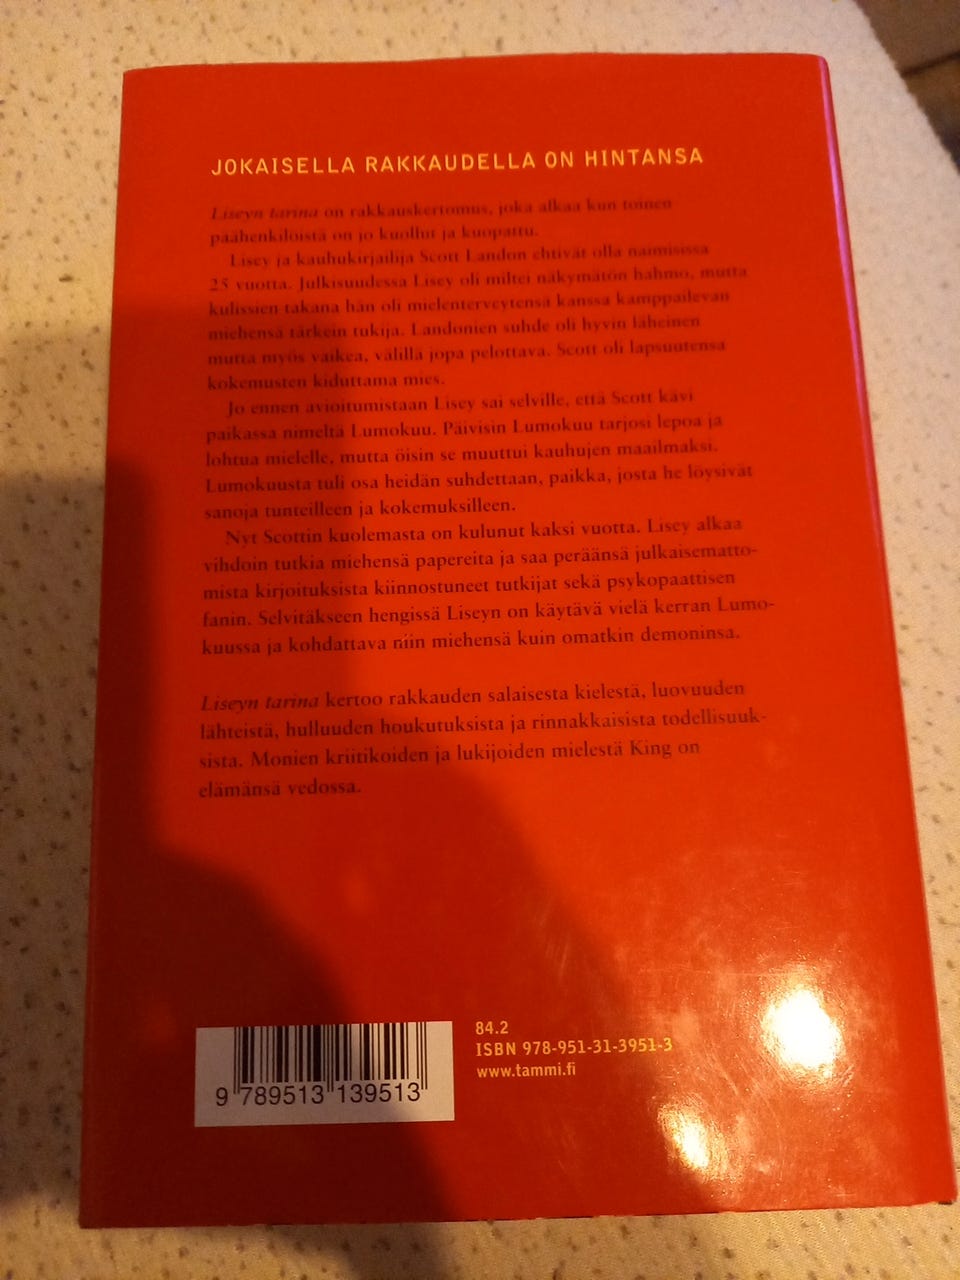 JOKAISELLA RAKKAUDELLA ON HINTANSA
Liseyn tarina on rakkauskertomus, joka alkaa kun toinen
päähenkilöistä on jo kuollut ja kuopattu.
Lisey ja kauhukirjailija Scott Landon ehtivät olla naimisissa
25 vuotta. Julkisuudessa Lisey oli miltei näkymätön hahmo, mutta
kulissien takana hän oli mielenterveytensä kanssa kamppailevan
miehensä tärkein tukija. Landonien suhde oli hyvin läheinen
mutta myös vaikea, välillä jopa pelottava. Scott oli lapsuutensa
kokemusten kiduttama mies.
Jo ennen avioitumistaan Lisey sai selville, että Scott kävi
paikassa nimeltä Lumokuu. Päivisin Lumokuu tarjosi lepoa ja
lohtua mielelle, mutta öisin se muuttui kauhujen maailmaksi.
Lumokuusta tuli osa heidän suhdettaan, paikka, josta he löysivät
sanoja tunteilleen ja kokemuksilleen.
Nyt Scottin kuolemasta on kulunut kaksi vuotta. Lisey alkaa
vihdoin tutkia miehensä papereita ja saa peräänsä julkaisematto-
mista kirjoituksista kiinnostuneet tutkijat sekä psykopaattisen
fanin. Selvitäkseen hengissä Liseyn on käytävä vielä kerran Lumo-
kuussa ja kohdattava niin miehensä kuin omatkin demoninsa.
Liseyn tarina kertoo rakkauden salaisesta kielestä, luovuuden
lähteistä, hulluuden houkutuksista ja rinnakkaisista todellisuuk-
sista. Monien kriitikoiden ja lukijoiden mielestä King on
elämänsä vedossa.
84.2
ISBN 978-951-31-3951-3
www.tammi.fi
9 789513 139513